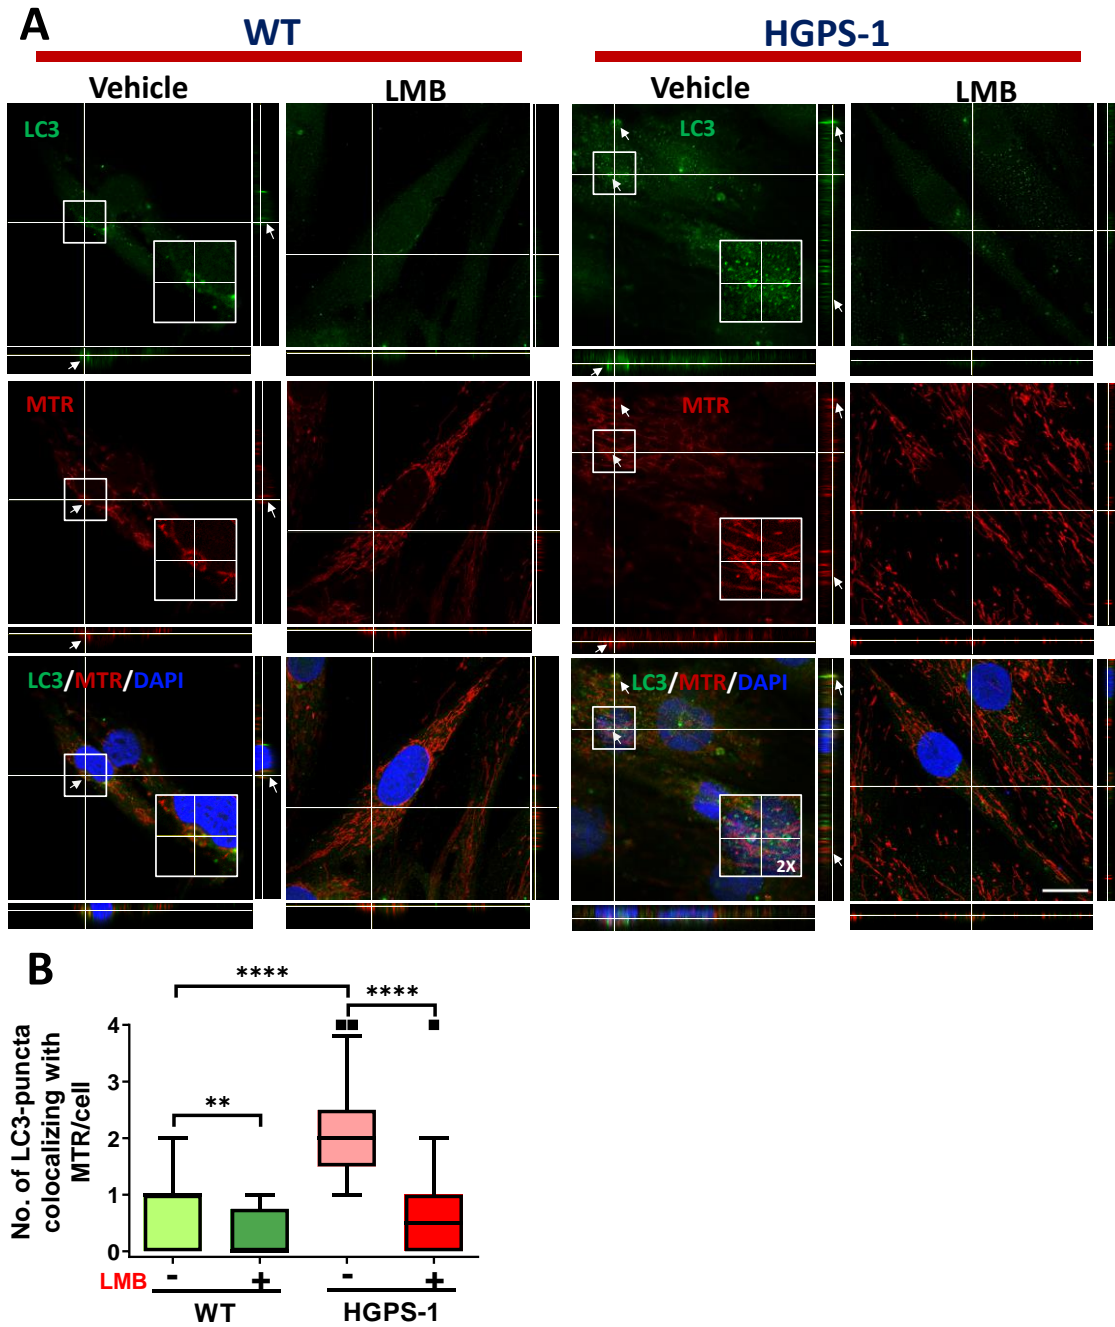 A
WT
HGPS-1
Vehicle
LMB
Vehicle
LMB
LC3
LC3
MTR
MTR
LC3/MTR/DAPI
LC3/MTR/DAPI
2X
B
No. of LC3-puncta
colocalizing with
MTR/cell
4
3
2
1
0
****
****
**
LMB - + - +
WT
HGPS-1